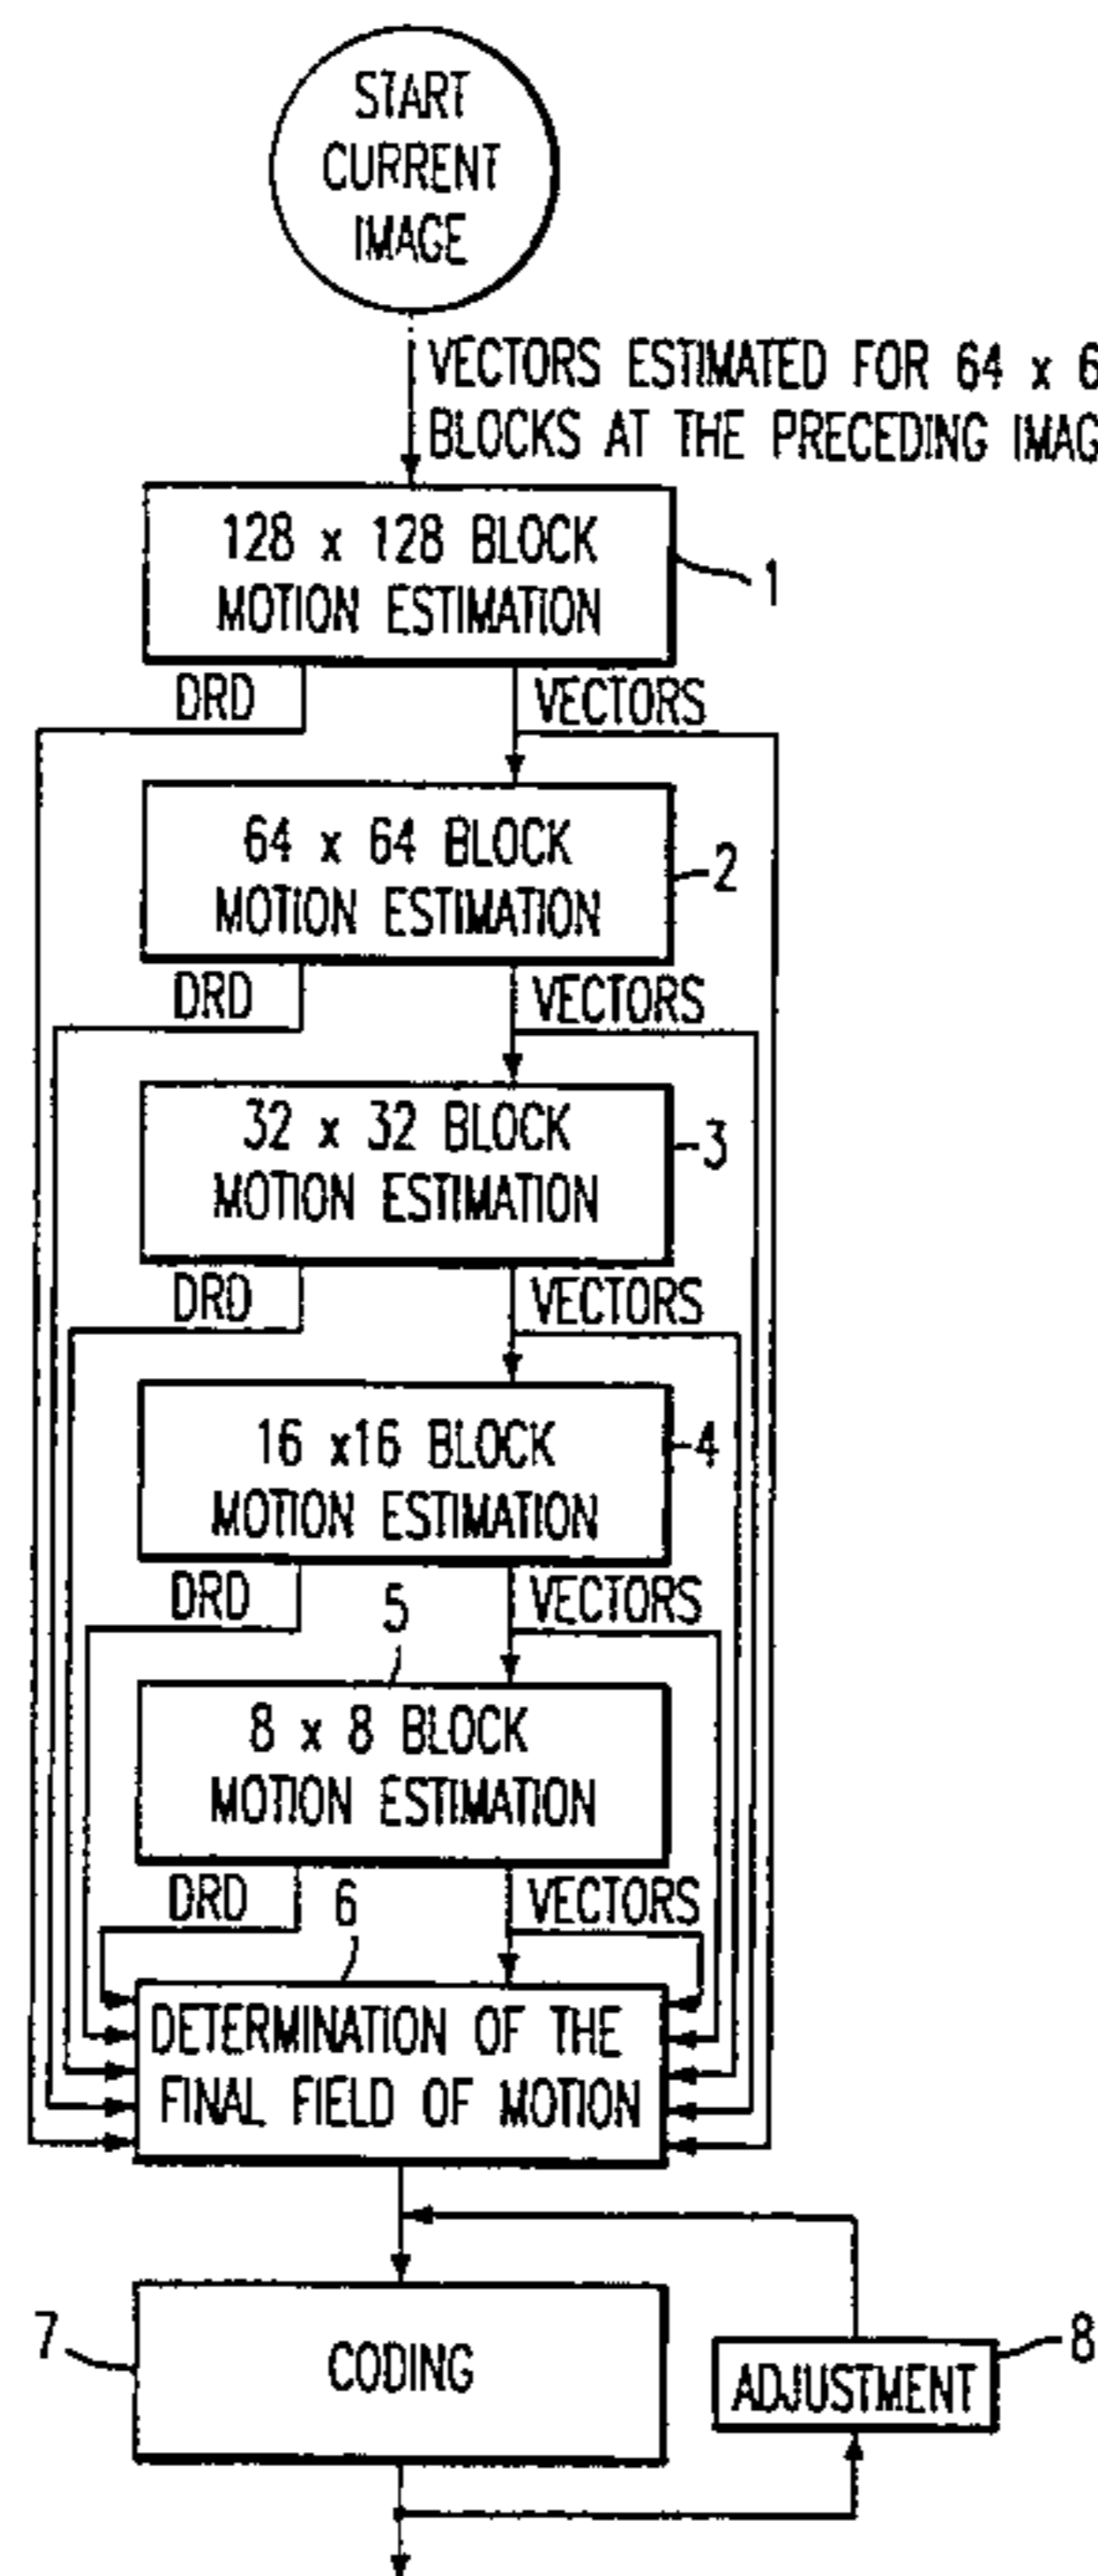 START
CURRENT
IMAGE
VECTORS ESTIMATED FOR 64 x
BLOCKS AT THE PRECEDING
128 x 128 BLOCK
MOTION ESTIMATION
1
DRD
VECTORS
64 x 64 BLOCK
MOTION ESTIMATION
2
DRD
VECTORS
32 x 32 BLOCK
MOTION ESTIMATION
3
DRD
VECTORS
16 x16 BLOCK
MOTION ESTIMATION
4
DRD
VECTORS
5
8 x 8 BLOCK
MOTION ESTIMATION
DRD
VECTORS
6
DETERMINATION OF THE
FINAL FIELD OF MOTION
7
CODING
ADJUSTMENT
8